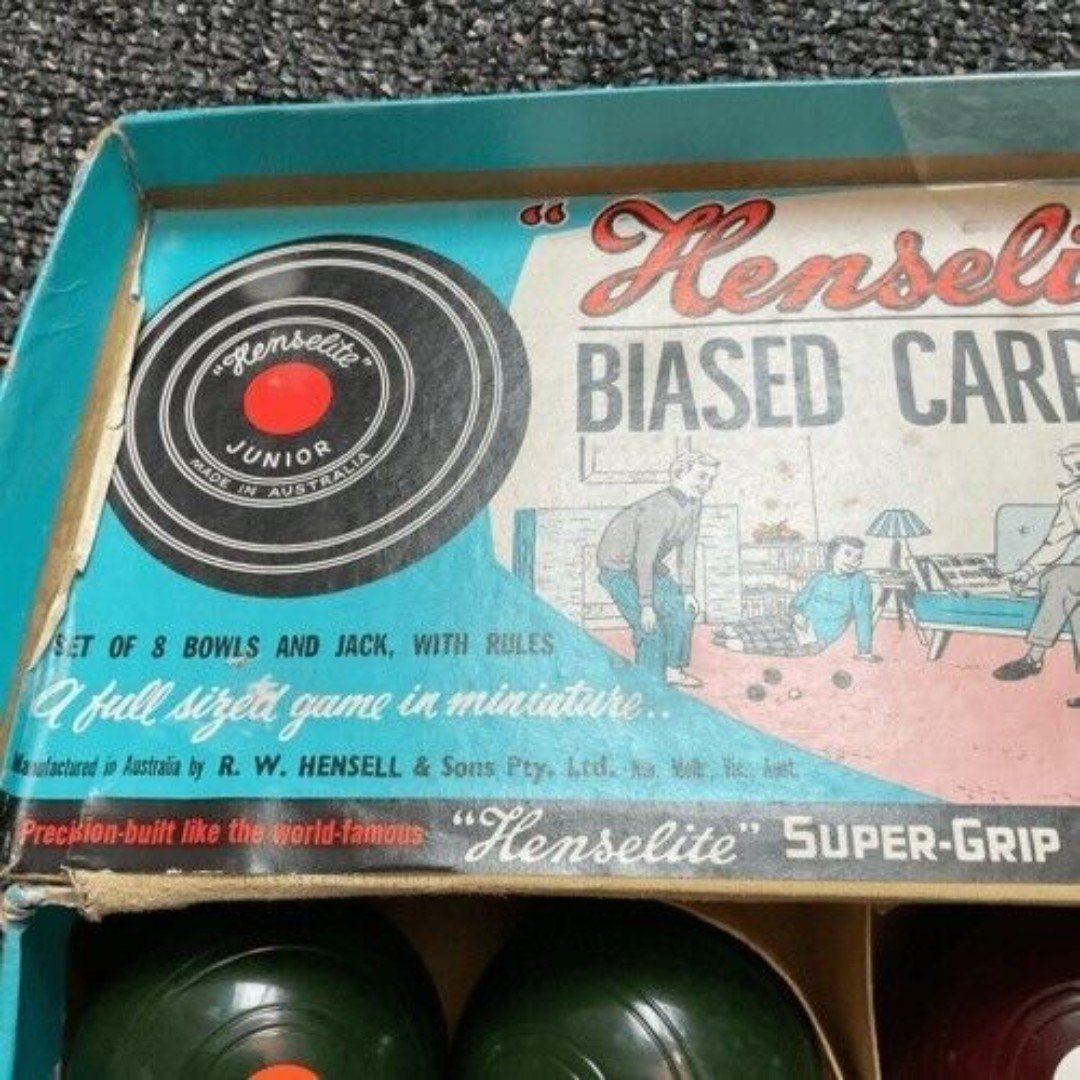 "Henseli
BIASED CARP
"Henselite"
JUNIOR
MADE IN AUSTRALIA
SET OF 8 BOWLS AND JACK, WITH RULES
A full sized game in miniature..
Manufactured in Australia by R. W. HENSELL & Sons Pty. Ltd.
Precision-built like the world-famous "Henselite" SUPER-GRIP